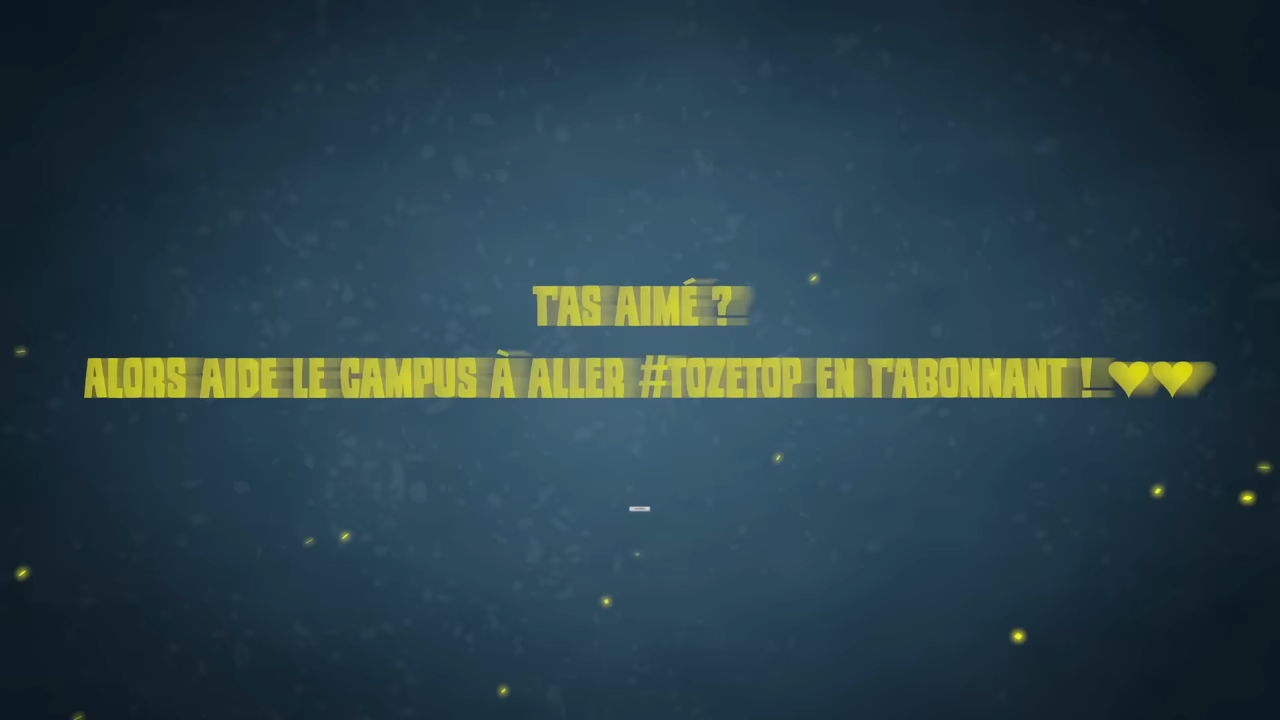 T'AS AIMÉ ?
ALORS AIDE LE CAMPUS À ALLER #TOZETOP EN T'ABONNANT ! ♥♥